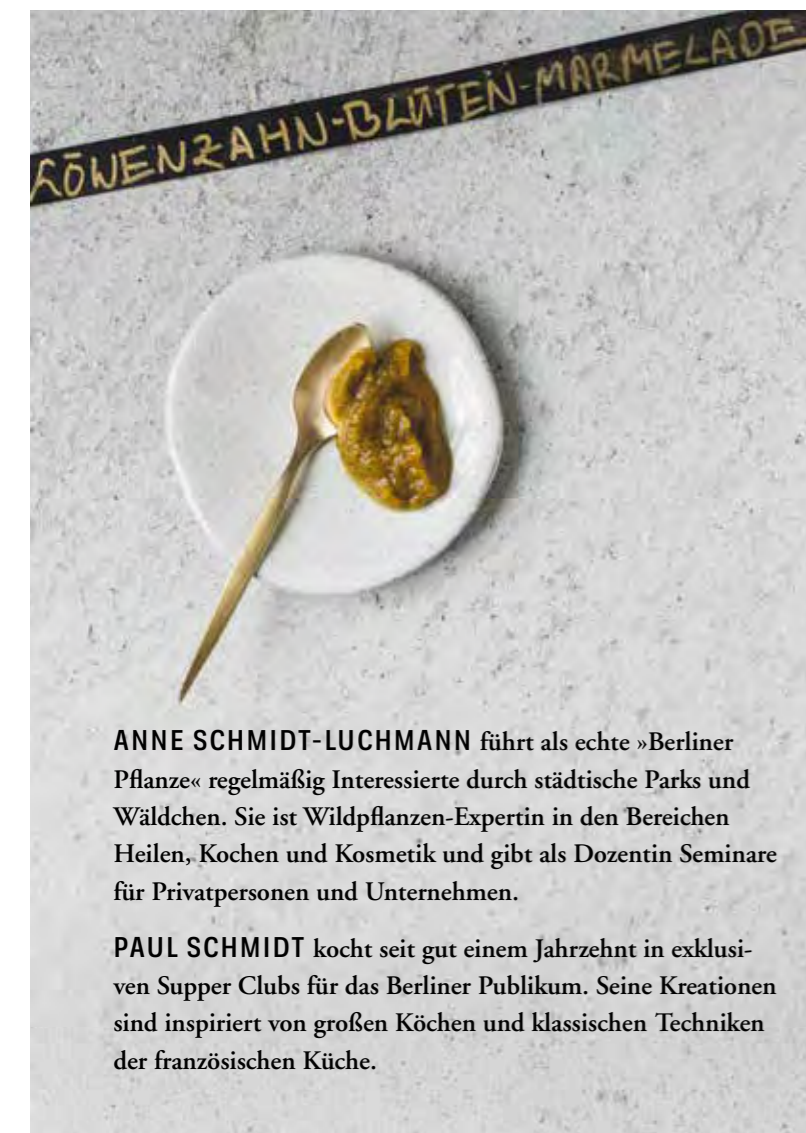 LÖWENZAHN-BLÜTEN-MARMELADE
ANNE SCHMIDT-LUCHMANN führt als echte »Berliner
Pflanze« regelmäßig Interessierte durch städtische Parks und
Wäldchen. Sie ist Wildpflanzen-Expertin in den Bereichen
Heilen, Kochen und Kosmetik und gibt als Dozentin Seminare
für Privatpersonen und Unternehmen.
PAUL SCHMIDT kocht seit gut einem Jahrzehnt in exklusi-
ven Supper Clubs für das Berliner Publikum. Seine Kreationen
sind inspiriert von großen Köchen und klassischen Techniken
der französischen Küche.